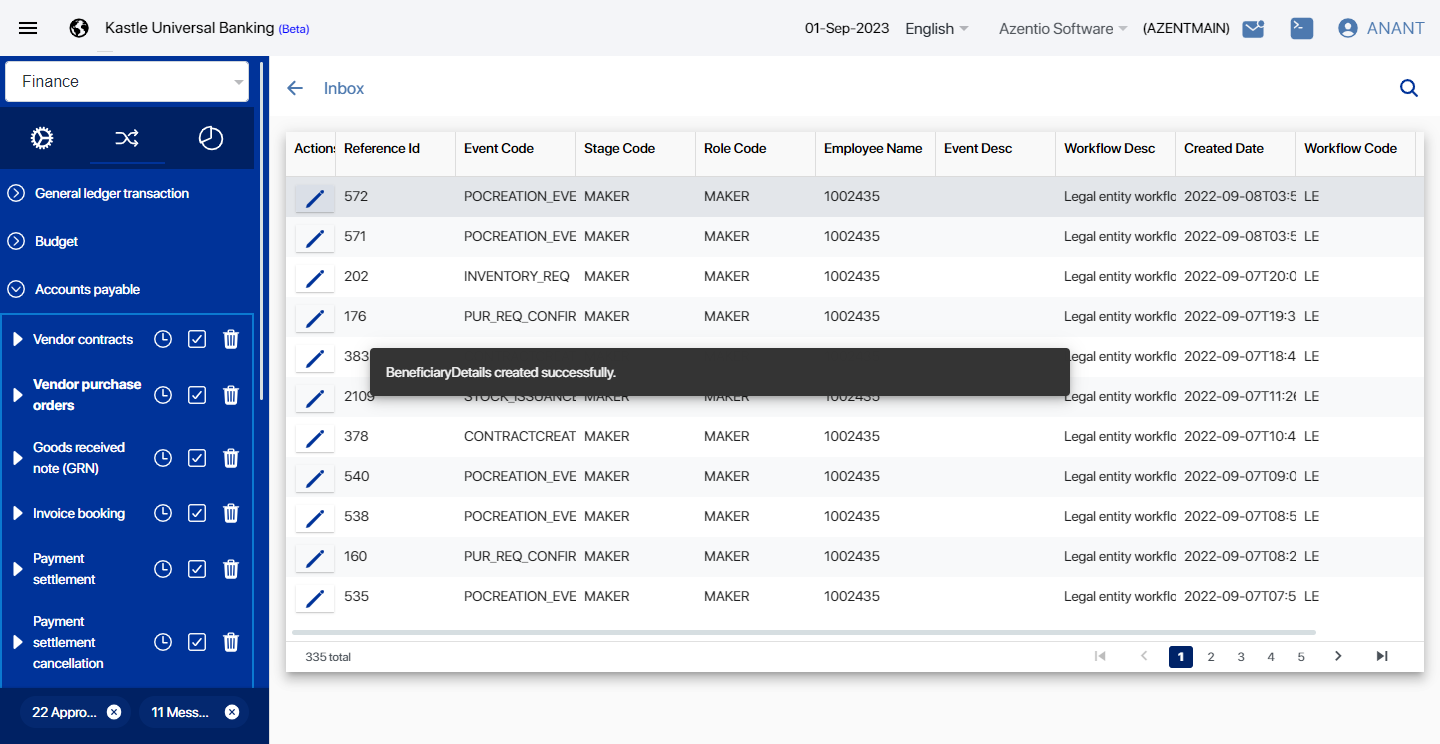 Kastle Universal Banking (Beta)
01-Sep-2023 English Azentio Software (AZENTMAIN) ANANT
Finance
General ledger transaction
Budget
Accounts payable
Vendor contracts
Vendor purchase
orders
Goods received
note (GRN)
Invoice booking
Payment
settlement
Payment
settlement
cancellation
22 Appro... 11 Mess...
Inbox
Actions Reference Id Event Code Stage Code Role Code Employee Name Event Desc Workflow Desc Created Date Workflow Code
572 POCREATION_EVE MAKER MAKER 1002435 Legal entity workflo 2022-09-08T03:5 LE
571 POCREATION_EVE MAKER MAKER 1002435 Legal entity workflo 2022-09-08T03:5 LE
202 INVENTORY_REQ MAKER MAKER 1002435 Legal entity workflo 2022-09-07T20:0 LE
176 PUR_REQ_CONFIR MAKER MAKER 1002435 Legal entity workflo 2022-09-07T19:3 LE
383 Legal entity workflo 2022-09-07T18:4 LE
BeneficiaryDetails created successfully.
2109 STOCK_ISSUANCE MAKER MAKER 1002435 Legal entity workflo 2022-09-07T11:26 LE
378 CONTRACTCREAT MAKER MAKER 1002435 Legal entity workflo 2022-09-07T10:4 LE
540 POCREATION_EVE MAKER MAKER 1002435 Legal entity workflo 2022-09-07T09:0 LE
538 POCREATION_EVE MAKER MAKER 1002435 Legal entity workflo 2022-09-07T08:5 LE
160 PUR_REQ_CONFIR MAKER MAKER 1002435 Legal entity workflo 2022-09-07T08:2 LE
535 POCREATION_EVE MAKER MAKER 1002435 Legal entity workflo 2022-09-07T07:5 LE
335 total 1 2 3 4 5